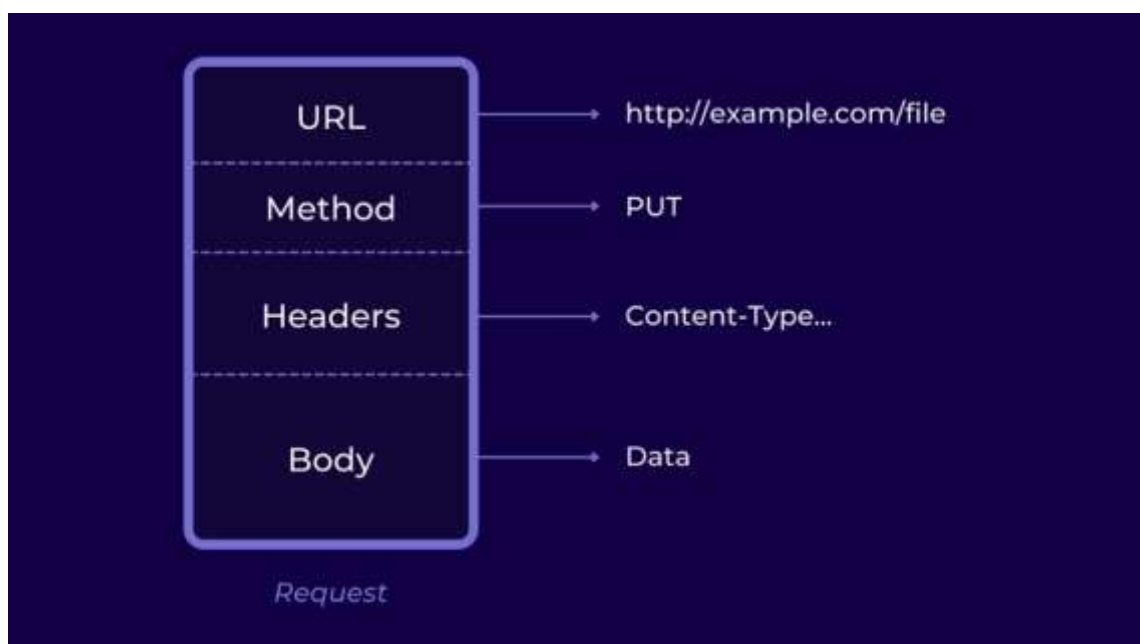 URL http://example.com/file
Method PUT
Headers Content-Type...
Body Data
Request